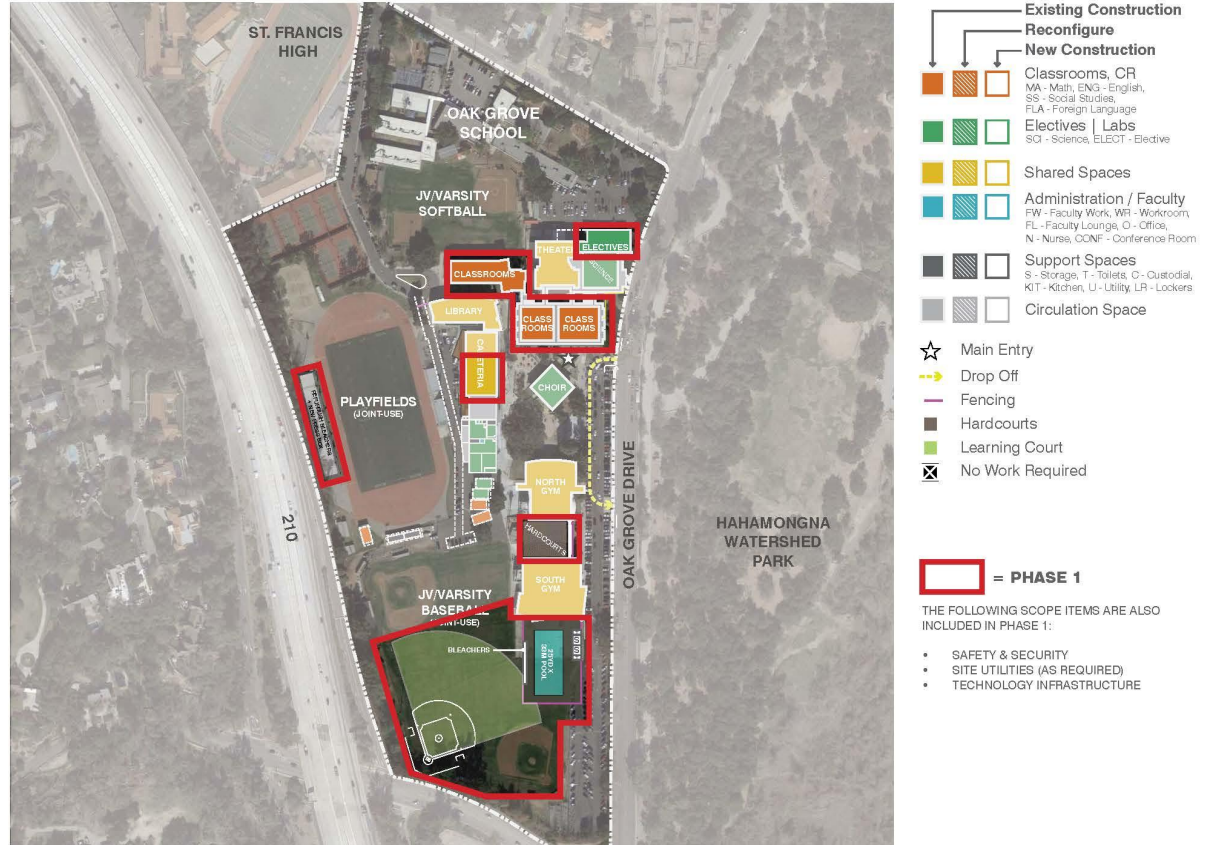 ST. FRANCIS
HIGH
OAK GROVE
SCHOOL
JV/VARSITY
SOFTBALL
ELECTIVES
THEATER
SCIENCE
CLASSROOMS
LIBRARY
CLASS
ROOMS
CLASS
ROOMS
CAFETERIA
CHOIR
PLAYFIELDS
(JOINT-USE)
NORTH
GYM
HARDCOURTS
SOUTH
GYM
210
OAK GROVE DRIVE
HAHAMONGNA
WATERSHED
PARK
JV/VARSITY
BASEBALL
(JOINT-USE)
BLEACHERS
25YD X
30M POOL
Existing Construction
Reconfigure
New Construction
Classrooms, CR
MA - Math, ENG - English,
SS - Social Studies,
FLA - Foreign Language
Electives | Labs
SCI - Science, ELECT - Elective
Shared Spaces
Administration / Faculty
FW - Faculty Work, WR - Workroom,
FL - Faculty Lounge, O - Office,
N - Nurse, CONF - Conference Room
Support Spaces
S - Storage, T - Toilets, C - Custodial,
KIT - Kitchen, U - Utility, LR - Lockers
Circulation Space
Main Entry
Drop Off
Fencing
Hardcourts
Learning Court
No Work Required
= PHASE 1
THE FOLLOWING SCOPE ITEMS ARE ALSO
INCLUDED IN PHASE 1:
• SAFETY & SECURITY
• SITE UTILITIES (AS REQUIRED)
• TECHNOLOGY INFRASTRUCTURE